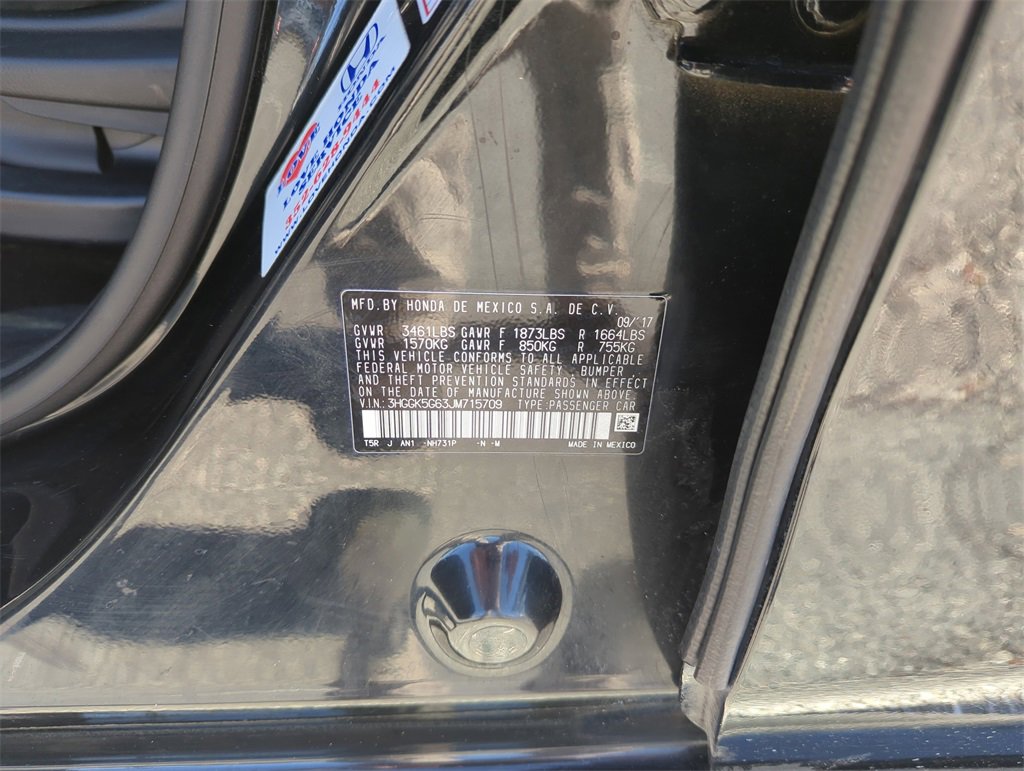 LOVE HONDA
MFD.BY HONDA DE MEXICO S.A. DE C.V.
09/'17
GVWR 3461LBS GAWR F 1873LBS R 1664LBS
GVWR 1570KG GAWR F 850KG R 755KG
THIS VEHICLE CONFORMS TO ALL APPLICABLE
FEDERAL MOTOR VEHICLE SAFETY, BUMPER
AND THEFT PREVENTION STANDARDS IN EFFECT
ON THE DATE OF MANUFACTURE SHOWN ABOVE.
V.I.N.: 3HGGK5G63JM715709 TYPE:PASSENGER CAR
T5R J AN1 -NH731P -N -M MADE IN MEXICO